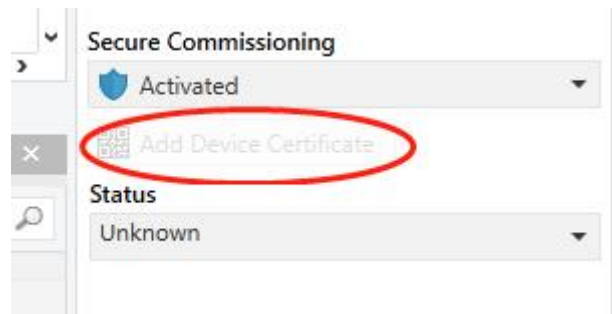 Secure Commissioning
Activated
Add Device Certificate
Status
Unknown